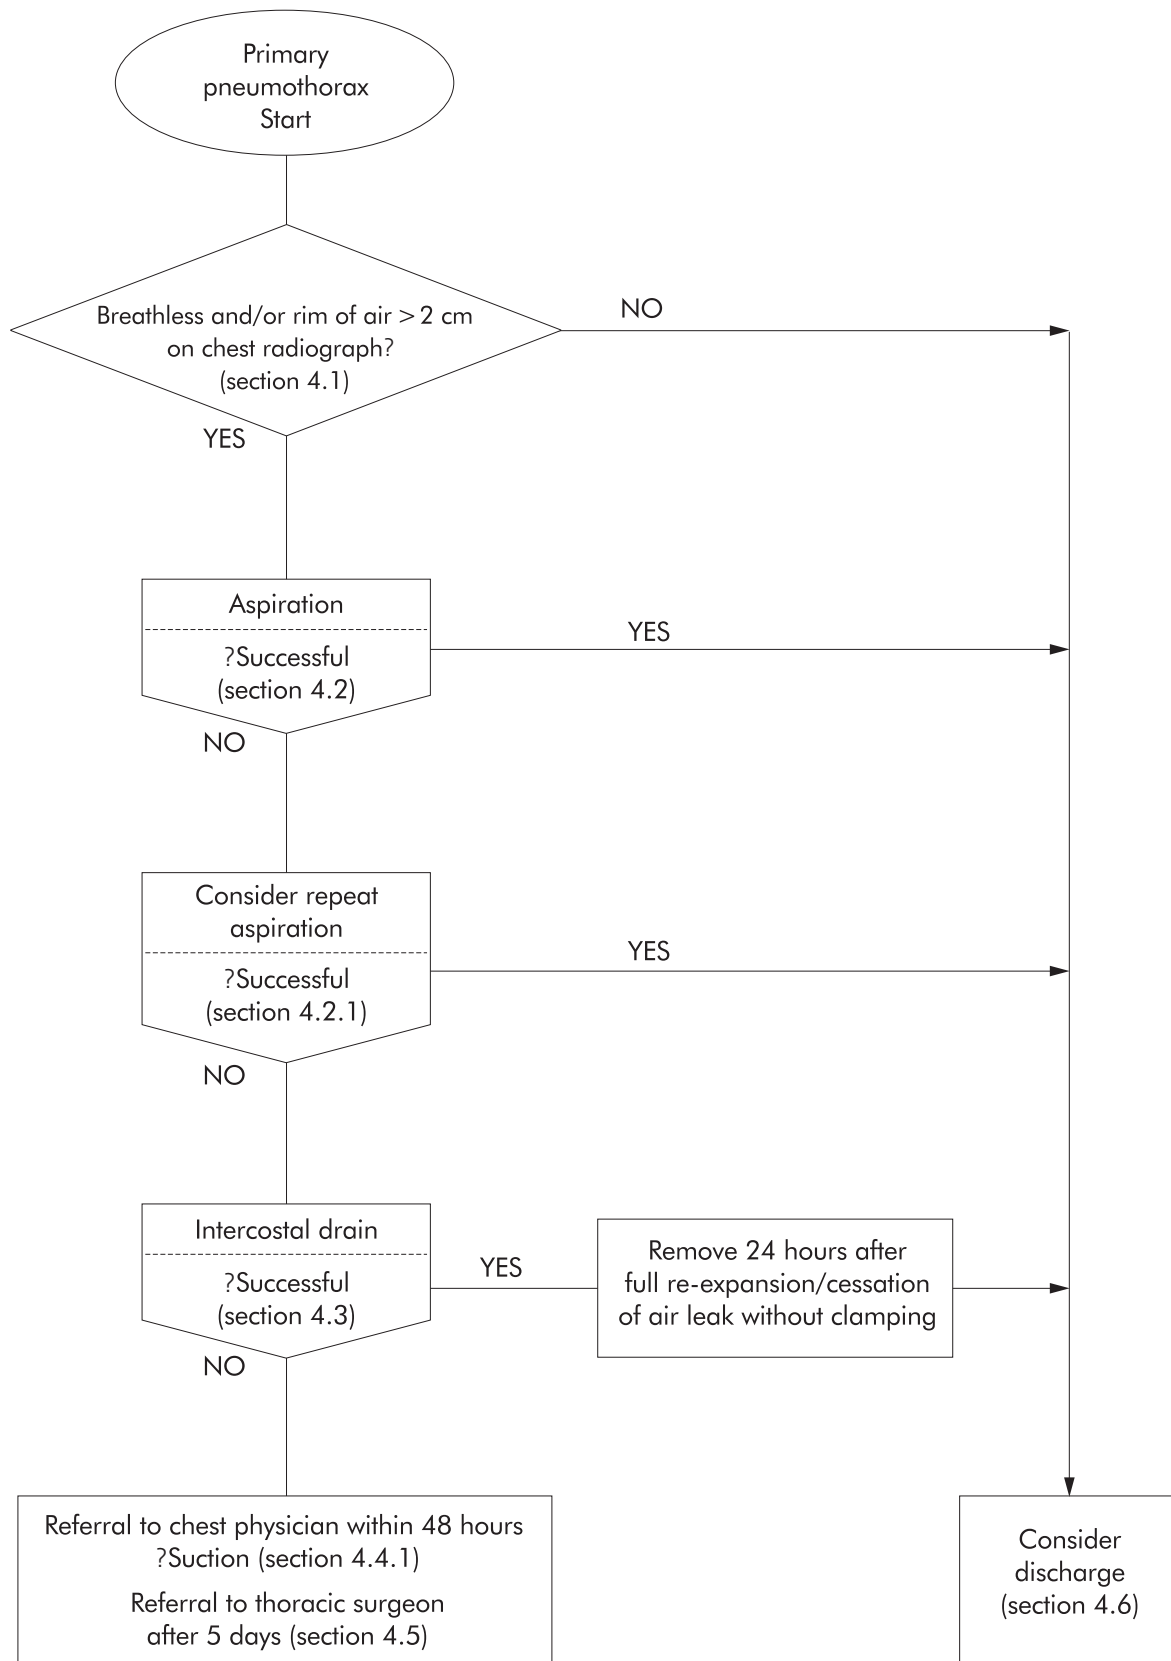 Primary
pneumothorax
Start
Breathless and/or rim of air > 2 cm
on chest radiograph?
(section 4.1)
NO
YES
Aspiration
?Successful
(section 4.2)
YES
NO
Consider repeat
aspiration
?Successful
(section 4.2.1)
YES
NO
Intercostal drain
?Successful
(section 4.3)
YES
Remove 24 hours after
full re-expansion/cessation
of air leak without clamping
NO
Referral to chest physician within 48 hours
?Suction (section 4.4.1)
Referral to thoracic surgeon
after 5 days (section 4.5)
Consider
discharge
(section 4.6)